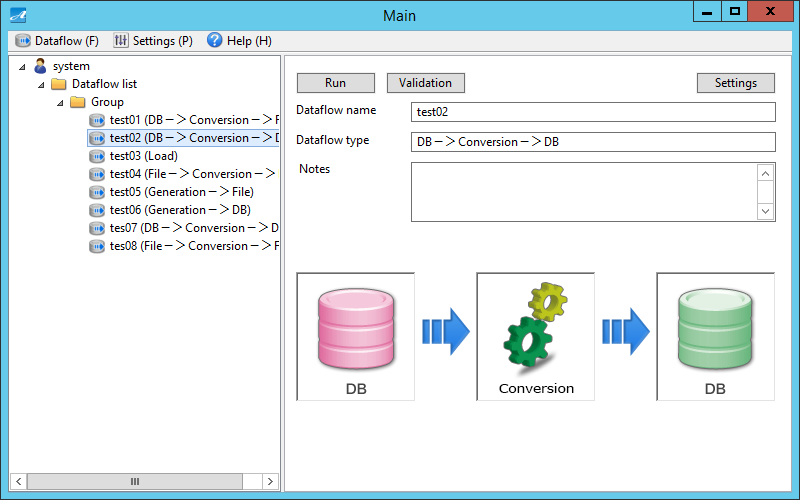 Main
Dataflow (F) Settings (P) Help (H)
system
Dataflow list
Group
test01 (DB－＞Conversion－＞F
test02 (DB－＞Conversion－＞D
test03 (Load)
test04 (File－＞Conversion－＞
test05 (Generation－＞File)
test06 (Generation－＞DB)
tes07 (DB－＞Conversion－＞D
tes08 (File－＞Conversion－＞F
Run Validation Settings
Dataflow name test02
Dataflow type DB－＞Conversion－＞DB
Notes
DB Conversion DB